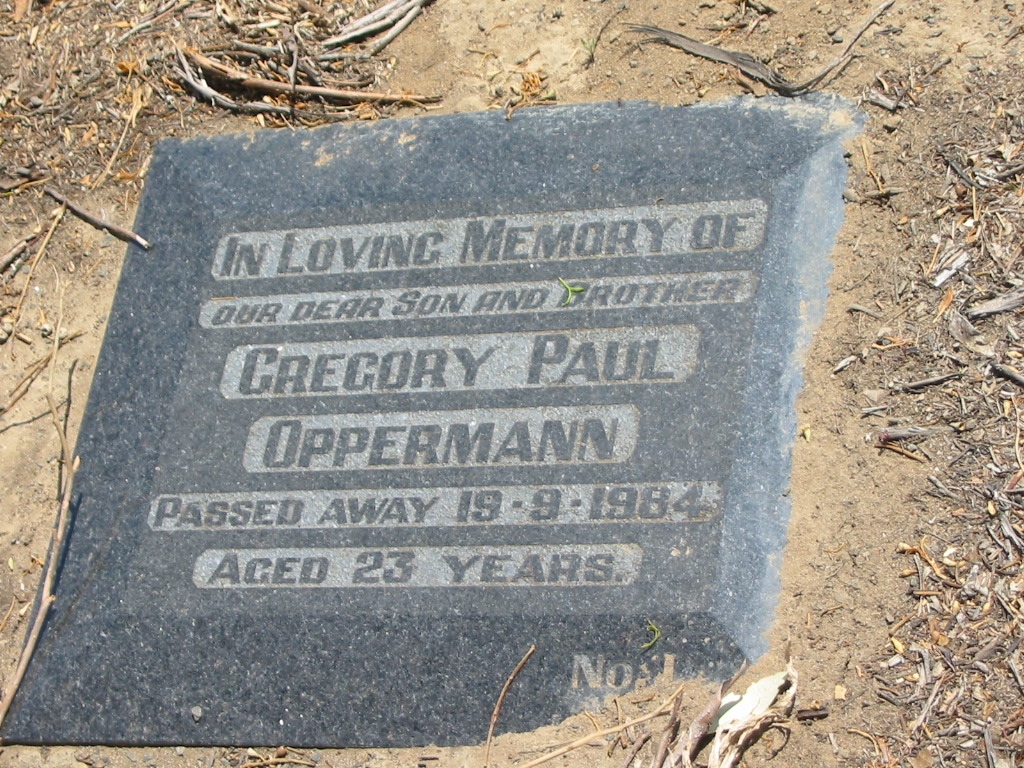 In Loving Memory of
our dear Son and Brother
Gregory Paul
Oppermann
Passed away 19-9-1984
Aged 23 years.